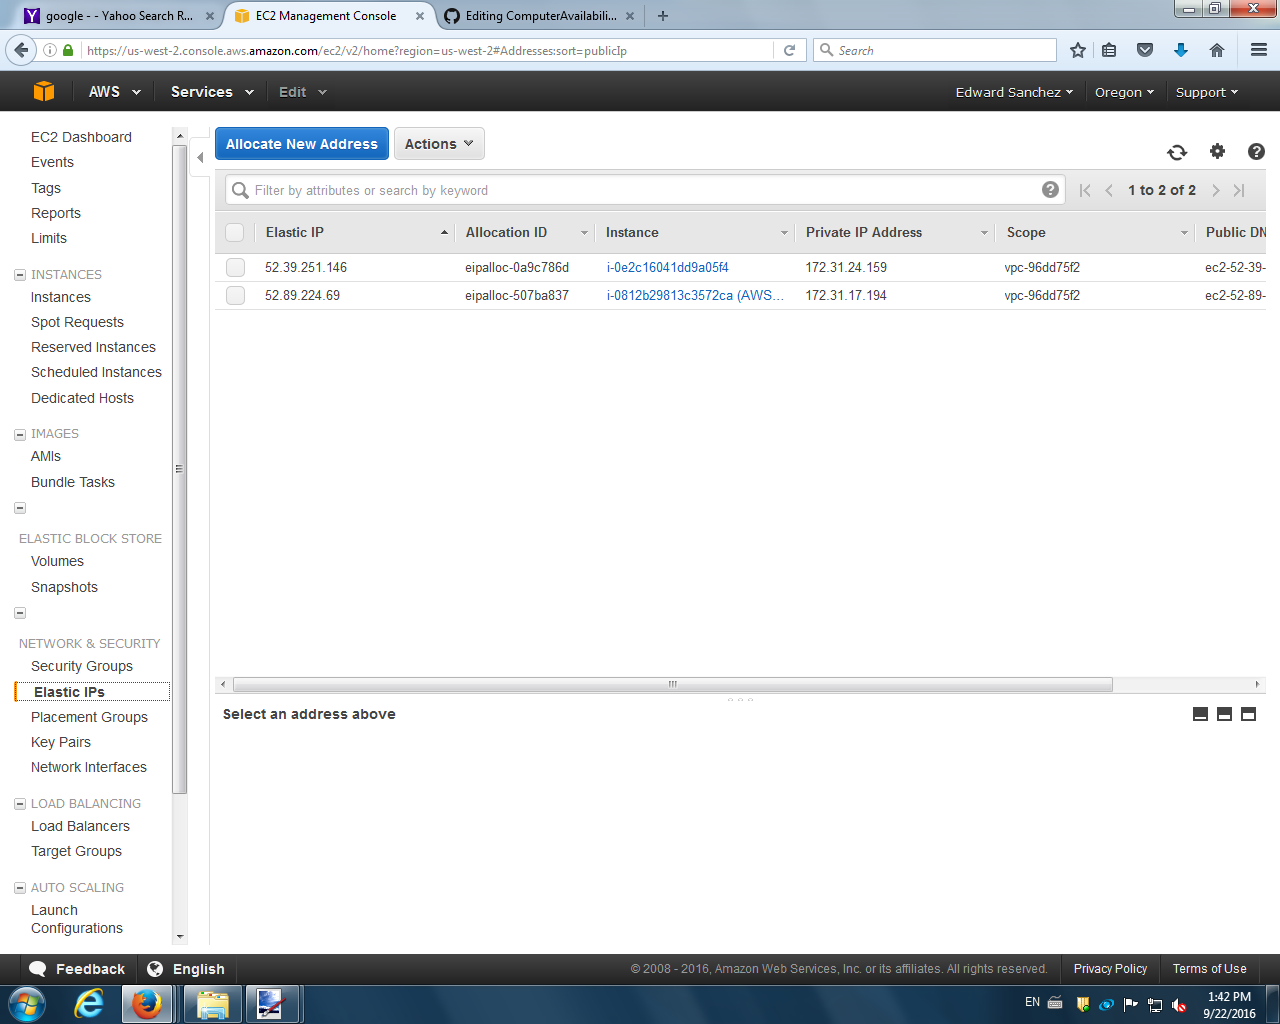 google - - Yahoo Search R...
EC2 Management Console
Editing ComputerAvailabili...
https://us-west-2.console.aws.amazon.com/ec2/v2/home?region=us-west-2#Addresses:sort=publicIp
Search
AWS
Services
Edit
Edward Sanchez
Oregon
Support
EC2 Dashboard
Events
Tags
Reports
Limits
INSTANCES
Instances
Spot Requests
Reserved Instances
Scheduled Instances
Dedicated Hosts
IMAGES
AMIs
Bundle Tasks
ELASTIC BLOCK STORE
Volumes
Snapshots
NETWORK & SECURITY
Security Groups
Elastic IPs
Placement Groups
Key Pairs
Network Interfaces
LOAD BALANCING
Load Balancers
Target Groups
AUTO SCALING
Launch
Configurations
Allocate New Address
Actions
Filter by attributes or search by keyword
1 to 2 of 2
Elastic IP Allocation ID Instance Private IP Address Scope Public DN
52.39.251.146 eipalloc-0a9c786d i-0e2c16041dd9a05f4 172.31.24.159 vpc-96dd75f2 ec2-52-39-
52.89.224.69 eipalloc-507ba837 i-0812b29813c3572ca (AWS... 172.31.17.194 vpc-96dd75f2 ec2-52-89-
Select an address above
Feedback
English
© 2008 - 2016, Amazon Web Services, Inc. or its affiliates. All rights reserved.
Privacy Policy
Terms of Use
EN
1:42 PM
9/22/2016